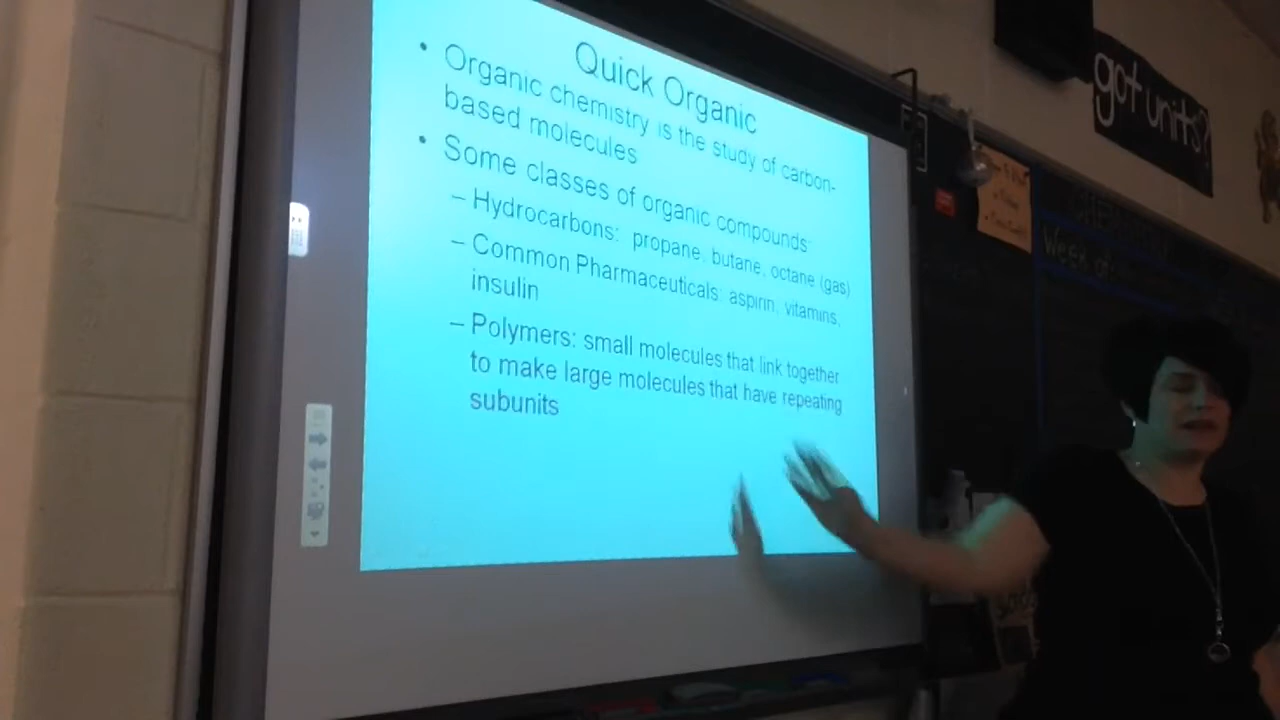 Quick Organic
• Organic chemistry is the study of carbon-
based molecules
• Some classes of organic compounds:
– Hydrocarbons: propane, butane, octane (gas)
– Common Pharmaceuticals: aspirin, vitamins,
insulin
– Polymers: small molecules that link together
to make large molecules that have repeating
subunits
got units?
Week of: